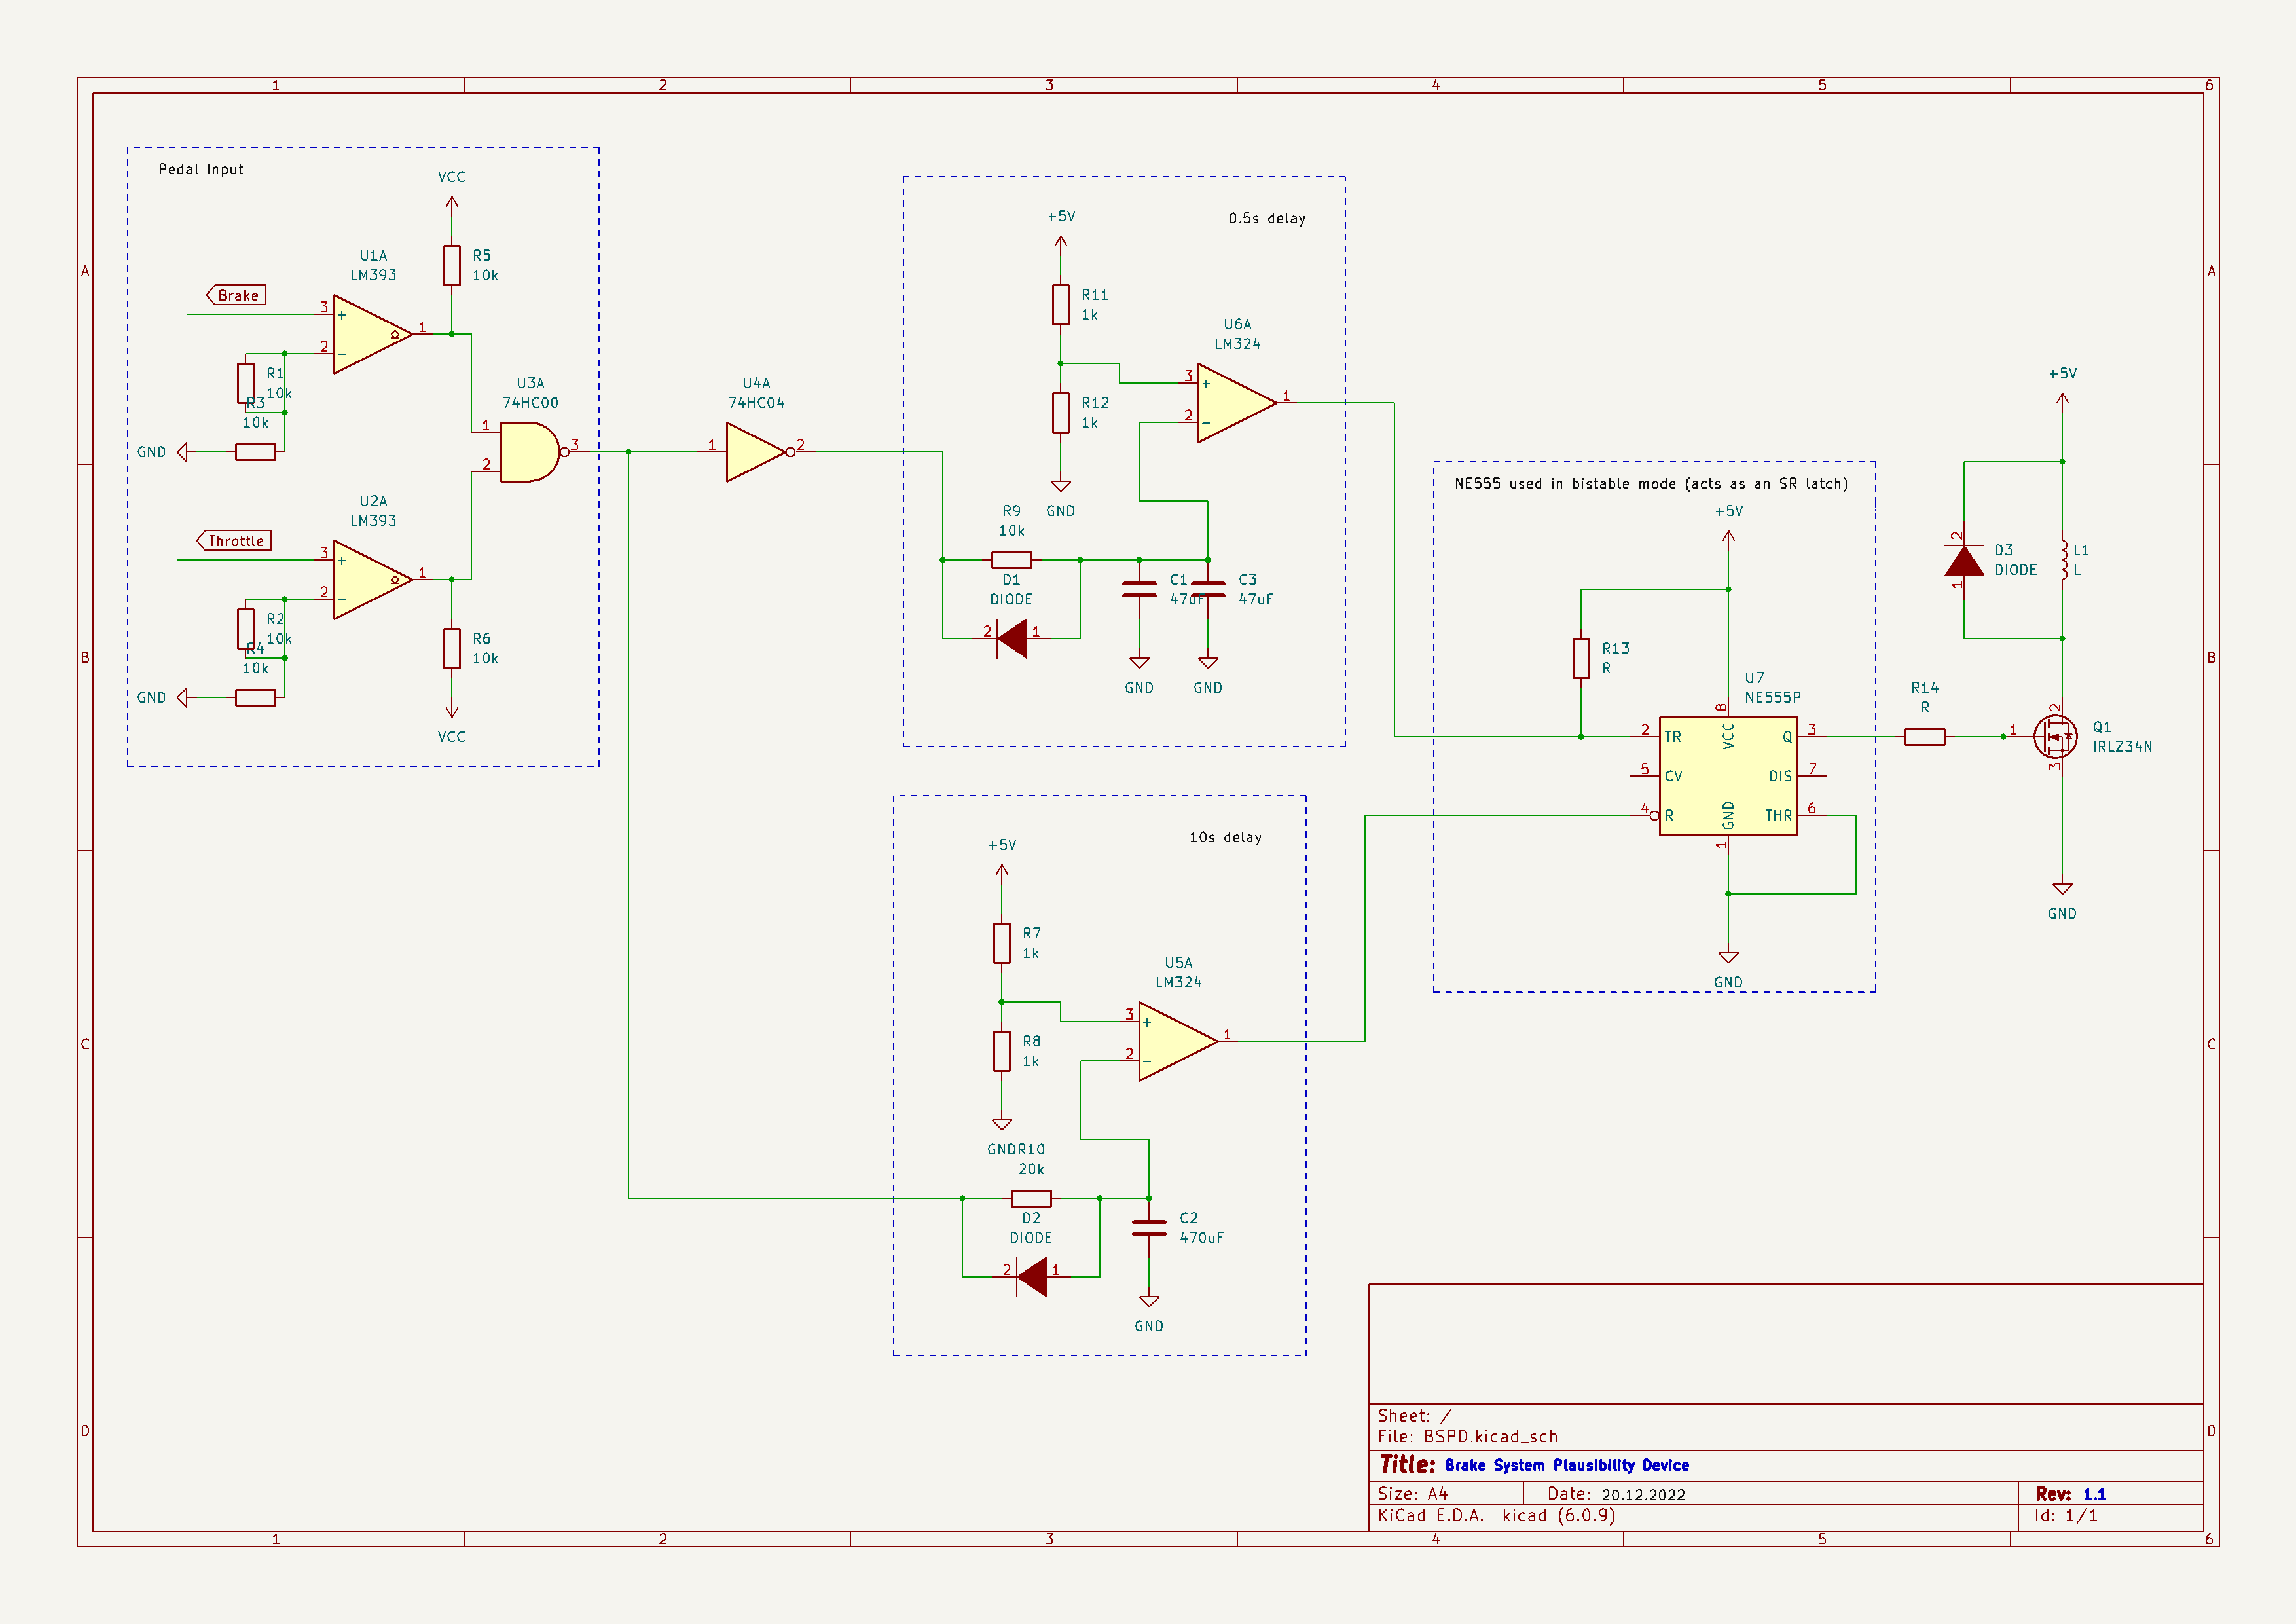 1 2 3 4 5 6
A
B
C
D
Pedal Input
VCC
U1A
LM393
R5
10k
Brake
3
+
1
2
−
R1
10k
R3
10k
GND
U3A
74HC00
1
3
2
U2A
LM393
Throttle
3
+
1
2
−
R2
10k
R4
10k
GND
R6
10k
VCC
U4A
74HC04
1
2
0.5s delay
+5V
R11
1k
U6A
LM324
3
+
1
2
−
R12
1k
GND
R9
10k
D1
DIODE
2
1
C1
47uF
C3
47uF
GND
GND
10s delay
+5V
R7
1k
U5A
LM324
3
+
1
2
−
R8
1k
GND
R10
20k
D2
DIODE
2
1
C2
470uF
GND
NE555 used in bistable mode (acts as an SR latch)
+5V
R13
R
U7
NE555P
8
VCC
2
TR
Q
3
5
CV
DIS
7
4
R
THR
6
GND
1
GND
R14
R
+5V
2
D3
DIODE
1
L1
L
2
1
Q1
IRLZ34N
3
GND
A
B
C
D
Sheet: /
File: BSPD.kicad_sch
Title: Brake System Plausibility Device
Size: A4 Date: 20.12.2022 Rev: 1.1
KiCad E.D.A. kicad (6.0.9) Id: 1/1
1 2 3 4 5 6